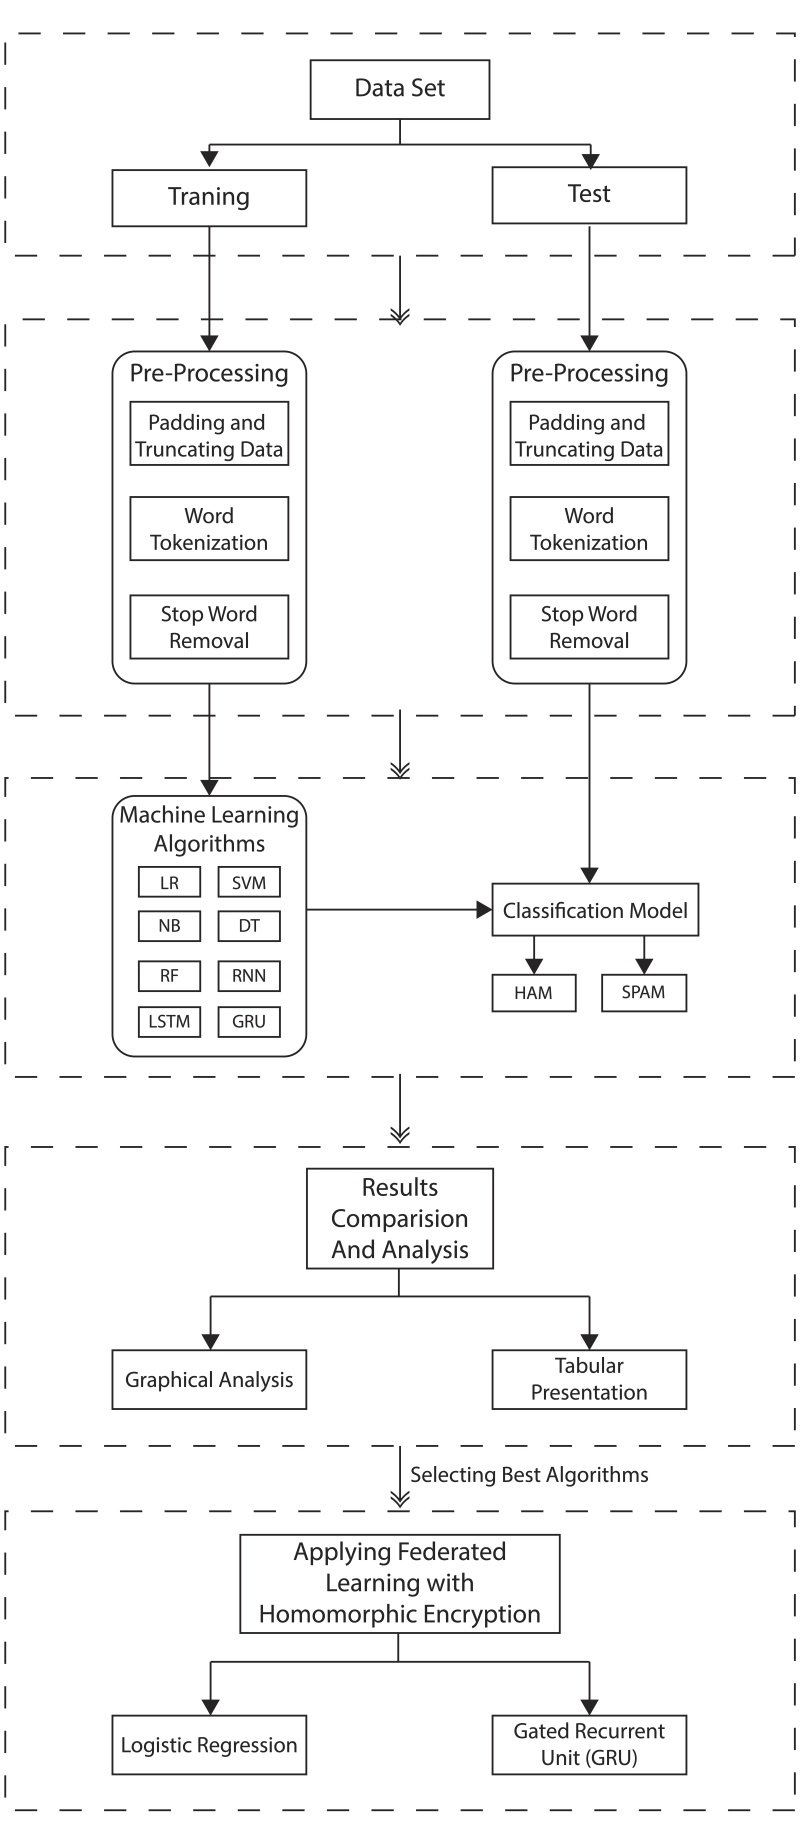 Data Set
Traning
Test
Pre-Processing
Padding and
Truncating Data
Word
Tokenization
Stop Word
Removal
Pre-Processing
Padding and
Truncating Data
Word
Tokenization
Stop Word
Removal
Machine Learning
Algorithms
LR
SVM
NB
DT
RF
RNN
LSTM
GRU
Classification Model
HAM
SPAM
Results
Comparision
And Analysis
Graphical Analysis
Tabular
Presentation
Selecting Best Algorithms
Applying Federated
Learning with
Homomorphic Encryption
Logistic Regression
Gated Recurrent
Unit (GRU)